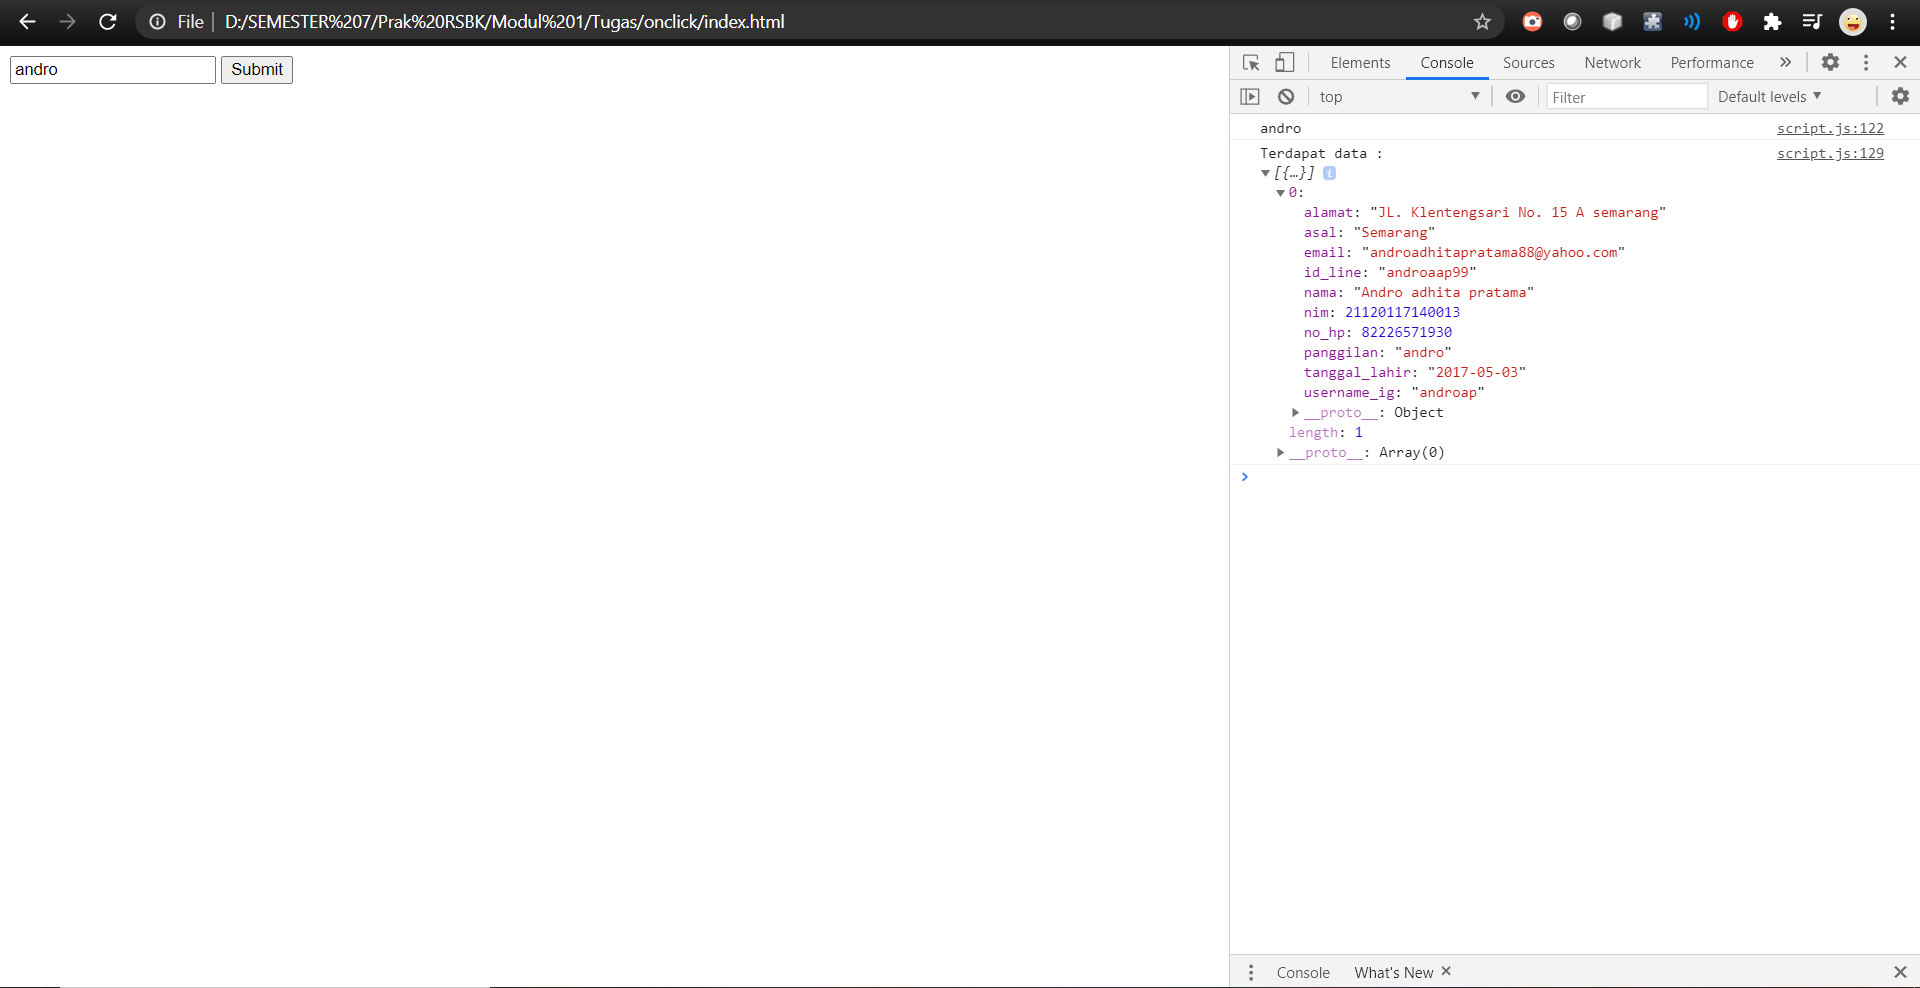 File | D:/SEMESTER%207/Prak%20RSBK/Modul%201/Tugas/onclick/index.html
andro Submit
Elements Console Sources Network Performance »
top Filter Default levels
andro script.js:122
Terdapat data : script.js:129
[{…}] i
0:
alamat: "JL. Klentengsari No. 15 A semarang"
asal: "Semarang"
email: "androadhitapratama88@yahoo.com"
id_line: "androaap99"
nama: "Andro adhita pratama"
nim: 21120117140013
no_hp: 82226571930
panggilan: "andro"
tanggal_lahir: "2017-05-03"
username_ig: "androap"
__proto__: Object
length: 1
__proto__: Array(0)
Console What's New